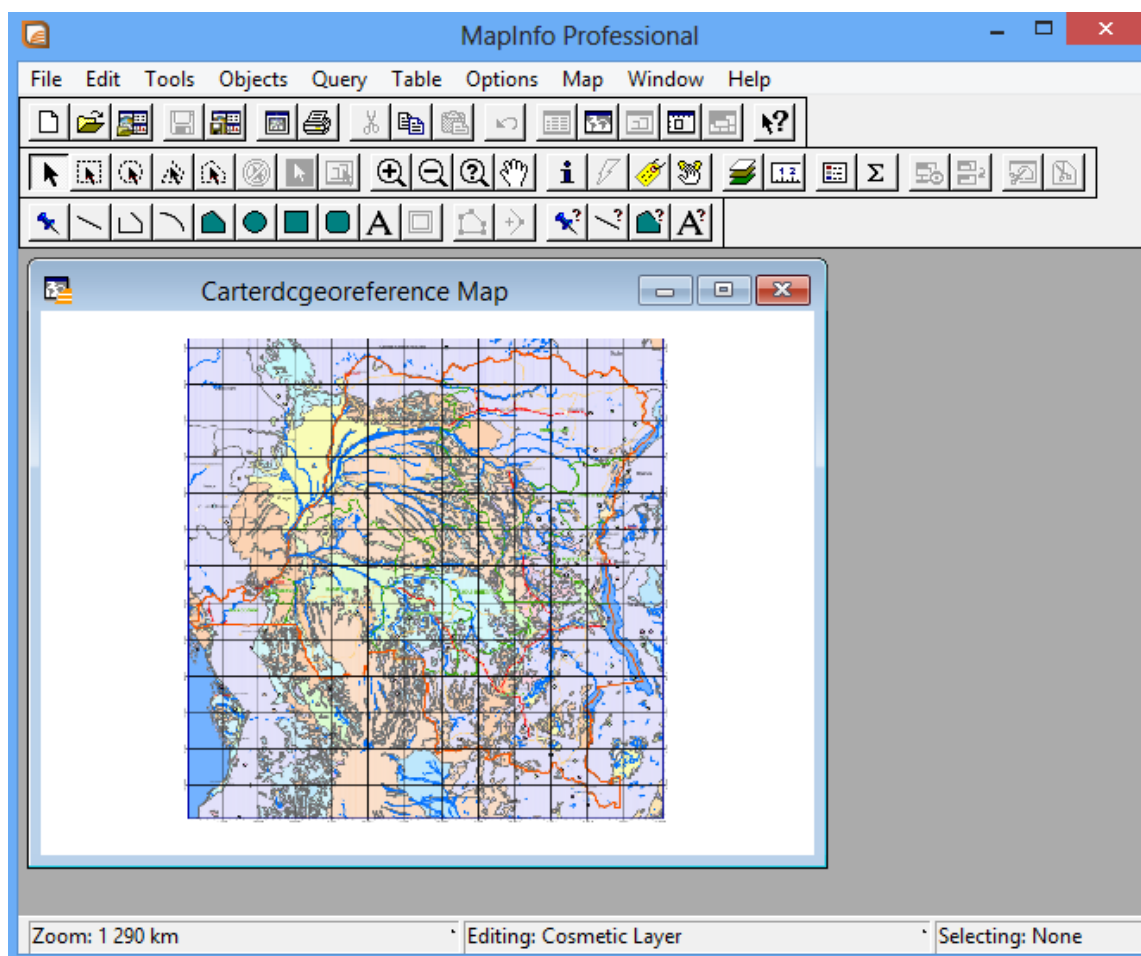 MapInfo Professional
File Edit Tools Objects Query Table Options Map Window Help
Carterdcgeoreference Map
Zoom: 1 290 km
Editing: Cosmetic Layer
Selecting: None